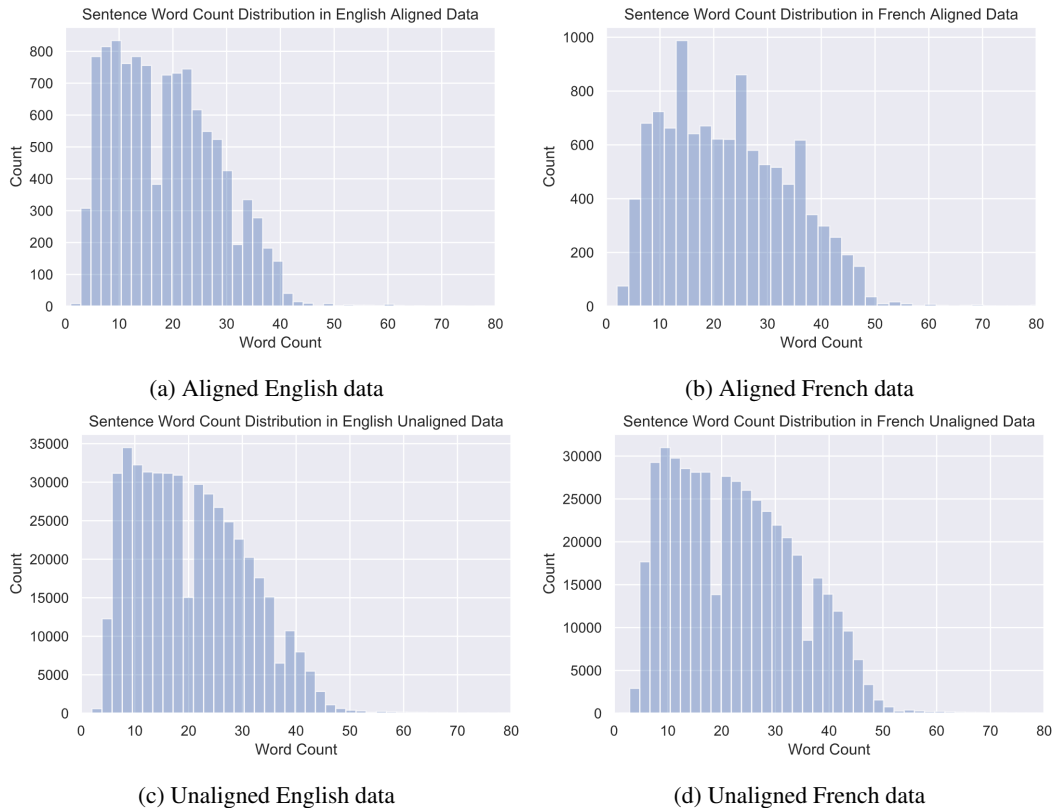 Sentence Word Count Distribution in English Aligned Data
800
700
600
500
400
300
200
100
0
Count
0 10 20 30 40 50 60 70 80
Word Count
(a) Aligned English data
Sentence Word Count Distribution in French Aligned Data
1000
800
600
400
200
0
Count
0 10 20 30 40 50 60 70 80
Word Count
(b) Aligned French data
Sentence Word Count Distribution in English Unaligned Data
35000
30000
25000
20000
15000
10000
5000
0
Count
0 10 20 30 40 50 60 70 80
Word Count
(c) Unaligned English data
Sentence Word Count Distribution in French Unaligned Data
30000
25000
20000
15000
10000
5000
0
Count
0 10 20 30 40 50 60 70 80
Word Count
(d) Unaligned French data